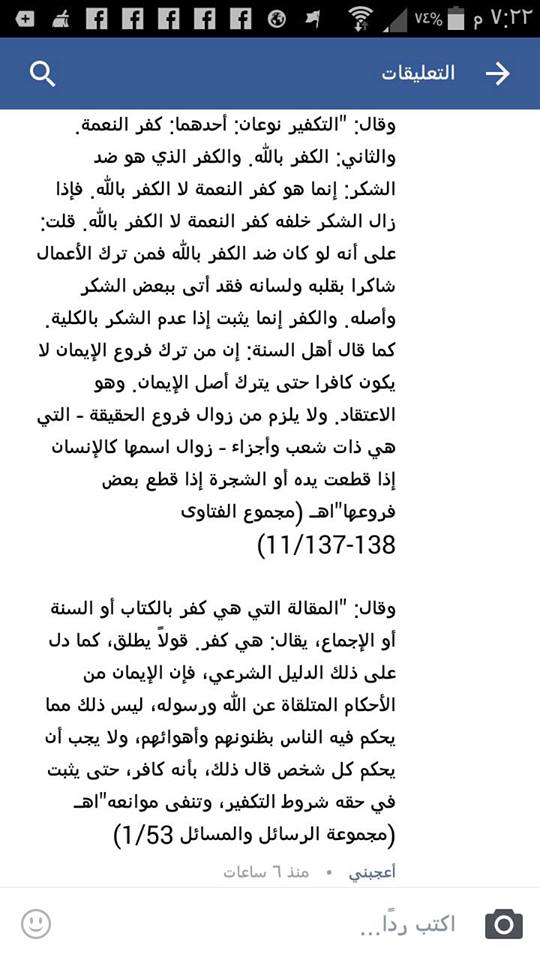 ٧:٢٢ م ٧٤%
التعليقات
وقال: "التكفير نوعان: أحدهما: كفر النعمة.
والثاني: الكفر بالله. والكفر الذي هو ضد
الشكر: إنما هو كفر النعمة لا الكفر بالله. فإذا
زال الشكر خلفه كفر النعمة لا الكفر بالله. قلت:
على أنه لو كان ضد الكفر بالله فمن ترك الأعمال
شاكرا بقلبه ولسانه فقد أتى ببعض الشكر
وأصله. والكفر إنما يثبت إذا عدم الشكر بالكلية.
كما قال أهل السنة: إن من ترك فروع الإيمان لا
يكون كافرا حتى يترك أصل الإيمان. وهو
الاعتقاد. ولا يلزم من زوال فروع الحقيقة - التي
هي ذات شعب وأجزاء - زوال اسمها كالإنسان
إذا قطعت يده أو الشجرة إذا قطع بعض
فروعها"اهـ (مجموع الفتاوى
11/137-138)
وقال: "المقالة التي هي كفر بالكتاب أو السنة
أو الإجماع، يقال: هي كفر. قولاً يطلق، كما دل
على ذلك الدليل الشرعي، فإن الإيمان من
الأحكام المتلقاة عن الله ورسوله، ليس ذلك مما
يحكم فيه الناس بظنونهم وأهوائهم، ولا يجب أن
يحكم كل شخص قال ذلك، بأنه كافر، حتى يثبت
في حقه شروط التكفير، وتنفى موانعه"اهـ
(مجموعة الرسائل والمسائل 1/53)
أعجبني • منذ ٦ ساعات
اكتب ردًا...